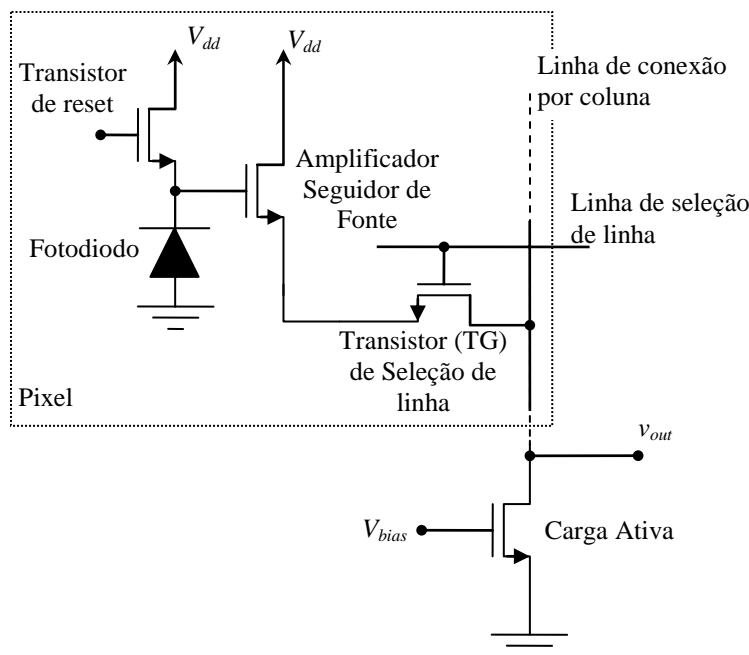 V_dd
V_dd
Transistor
de reset
Linha de conexão
por coluna
Amplificador
Seguidor de
Fonte
Linha de seleção
de linha
Fotodiodo
Transistor (TG)
de Seleção de
linha
Pixel
v_out
V_bias
Carga Ativa